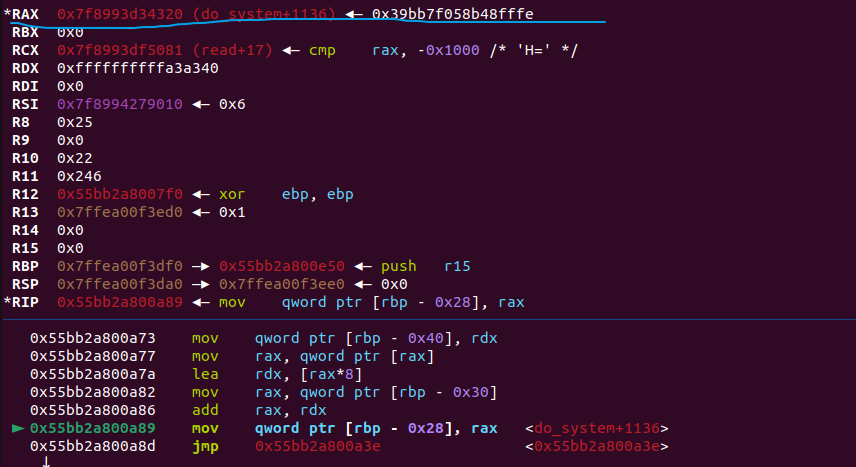 *RAX 0x7f8993d34320 (do_system+1136) ◂— 0x39bb7f058b48fffe
RBX 0x0
RCX 0x7f8993df5081 (read+17) ◂— cmp rax, -0x1000 /* 'H=' */
RDX 0xfffffffffffa3a340
RDI 0x0
RSI 0x7f8994279010 ◂— 0x6
R8 0x25
R9 0x0
R10 0x22
R11 0x246
R12 0x55bb2a8007f0 ◂— xor ebp, ebp
R13 0x7ffea00f3ed0 ◂— 0x1
R14 0x0
R15 0x0
RBP 0x7ffea00f3df0 —▸ 0x55bb2a800e50 ◂— push r15
RSP 0x7ffea00f3da0 —▸ 0x7ffea00f3ee0 ◂— 0x0
*RIP 0x55bb2a800a89 ◂— mov qword ptr [rbp - 0x28], rax
0x55bb2a800a73 mov qword ptr [rbp - 0x40], rdx
0x55bb2a800a77 mov rax, qword ptr [rax]
0x55bb2a800a7a lea rdx, [rax*8]
0x55bb2a800a82 mov rax, qword ptr [rbp - 0x30]
0x55bb2a800a86 add rax, rdx
► 0x55bb2a800a89 mov qword ptr [rbp - 0x28], rax <do_system+1136>
0x55bb2a800a8d jmp 0x55bb2a800a3e <0x55bb2a800a3e>
↓